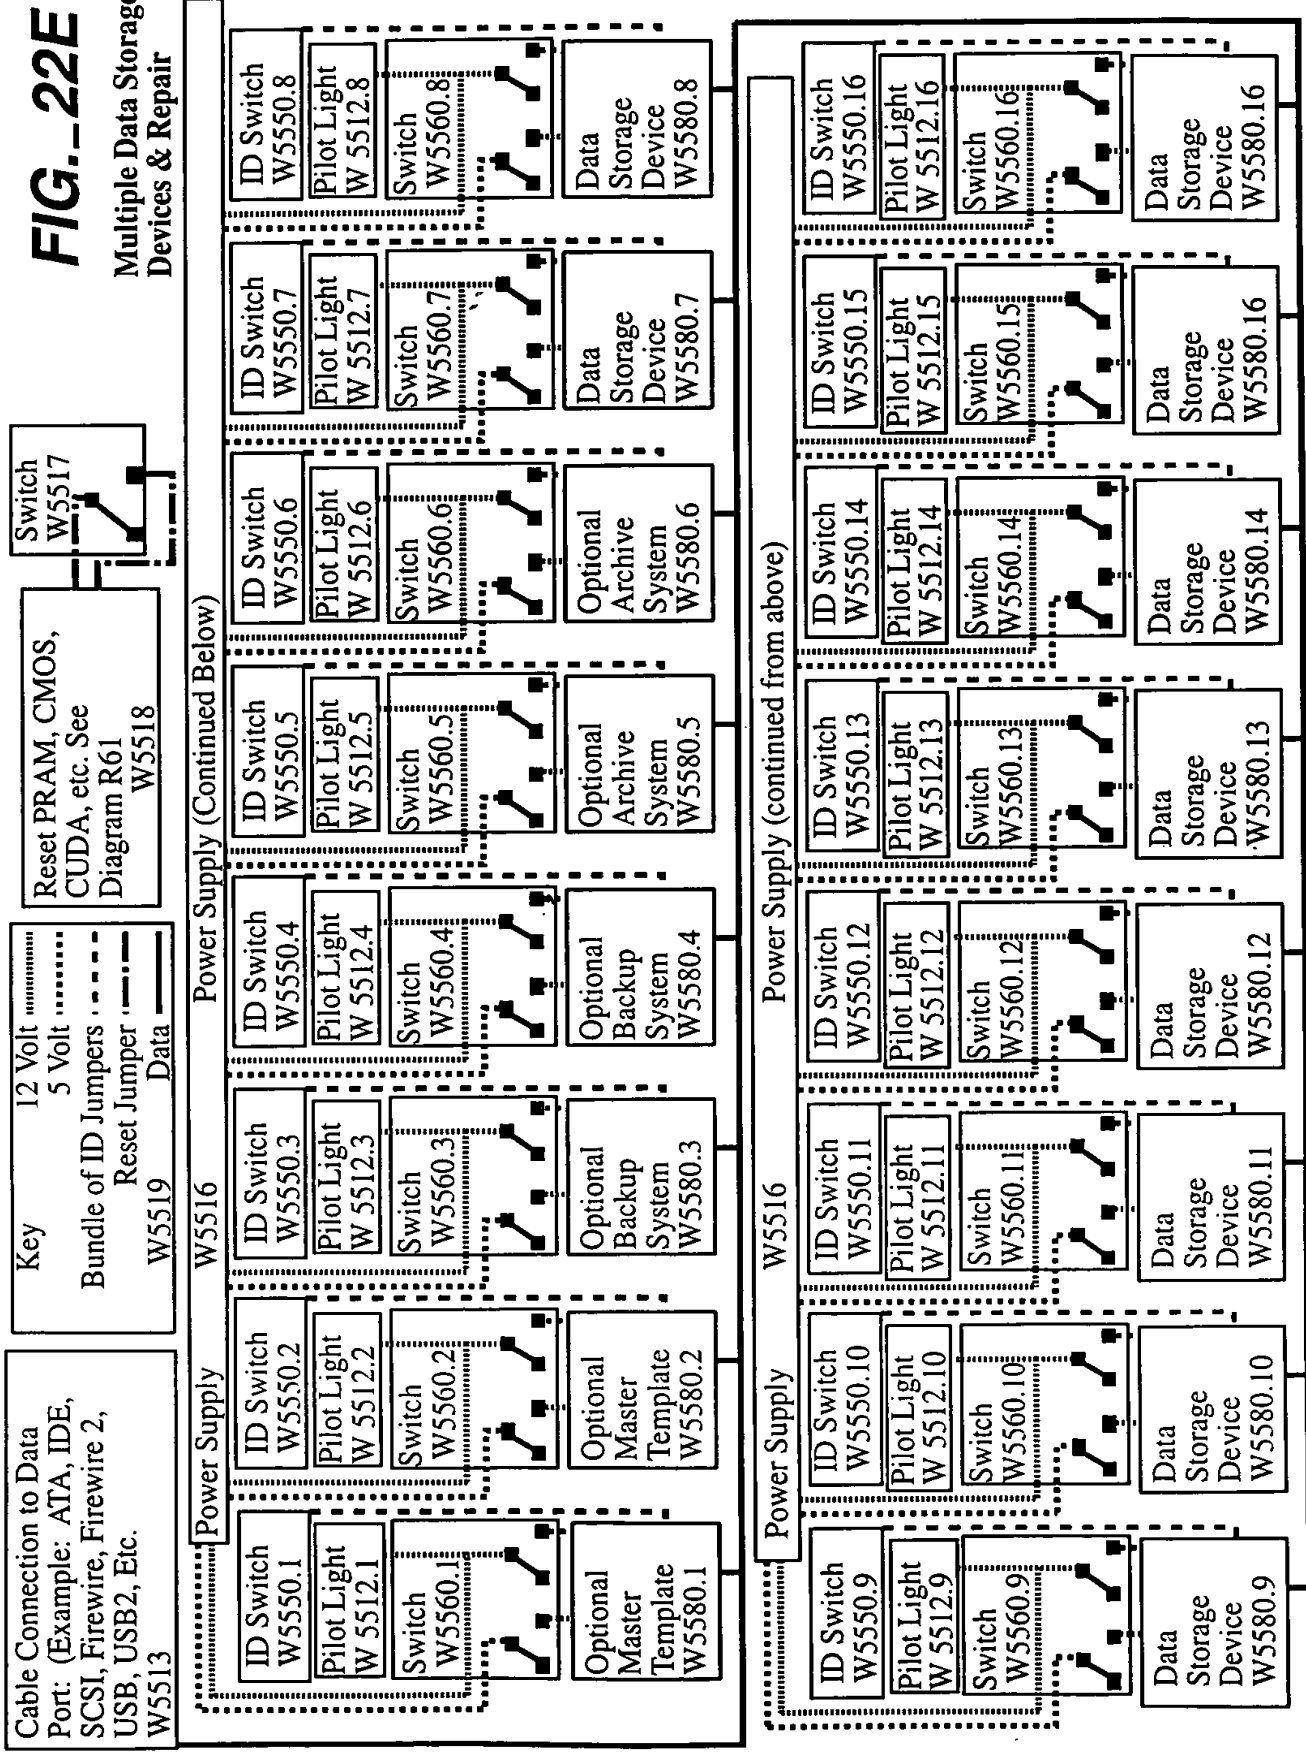 FIG._22E
Multiple Data Storage
Devices & Repair
Cable Connection to Data
Port: (Example: ATA, IDE,
SCSI, Firewire, Firewire 2,
USB, USB2, Etc.
W5513
Key
12 Volt
5 Volt
Bundle of ID Jumpers
Reset Jumper
W5519
Data
Reset PRAM, CMOS,
CUDA, etc. See
Diagram R61
W5518
Switch
W5517
Power Supply
W5516
Power Supply (Continued Below)
ID Switch
W5550.1
Pilot Light
W 5512.1
Switch
W5560.1
Optional
Master
Template
W5580.1
ID Switch
W5550.2
Pilot Light
W 5512.2
Switch
W5560.2
Optional
Master
Template
W5580.2
ID Switch
W5550.3
Pilot Light
W 5512.3
Switch
W5560.3
Optional
Backup
System
W5580.3
ID Switch
W5550.4
Pilot Light
W 5512.4
Switch
W5560.4
Optional
Backup
System
W5580.4
ID Switch
W5550.5
Pilot Light
W 5512.5
Switch
W5560.5
Optional
Archive
System
W5580.5
ID Switch
W5550.6
Pilot Light
W 5512.6
Switch
W5560.6
Optional
Archive
System
W5580.6
ID Switch
W5550.7
Pilot Light
W 5512.7
Switch
W5560.7
Data
Storage
Device
W5580.7
ID Switch
W5550.8
Pilot Light
W 5512.8
Switch
W5560.8
Data
Storage
Device
W5580.8
Power Supply
W5516
Power Supply (continued from above)
ID Switch
W5550.9
Pilot Light
W 5512.9
Switch
W5560.9
Data
Storage
Device
W5580.9
ID Switch
W5550.10
Pilot Light
W 5512.10
Switch
W5560.10
Data
Storage
Device
W5580.10
ID Switch
W5550.11
Pilot Light
W 5512.11
Switch
W5560.11
Data
Storage
Device
W5580.11
ID Switch
W5550.12
Pilot Light
W 5512.12
Switch
W5560.12
Data
Storage
Device
W5580.12
ID Switch
W5550.13
Pilot Light
W 5512.13
Switch
W5560.13
Data
Storage
Device
W5580.13
ID Switch
W5550.14
Pilot Light
W 5512.14
Switch
W5560.14
Data
Storage
Device
W5580.14
ID Switch
W5550.15
Pilot Light
W 5512.15
Switch
W5560.15
Data
Storage
Device
W5580.16
ID Switch
W5550.16
Pilot Light
W 5512.16
Switch
W5560.16
Data
Storage
Device
W5580.16